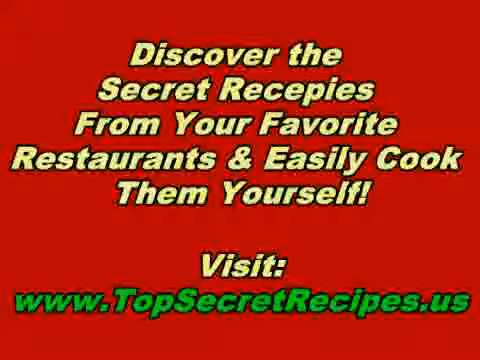 Discover the
Secret Recepies
From Your Favorite
Restaurants & Easily Cook
Them Yourself!
Visit:
www.TopSecretRecipes.us